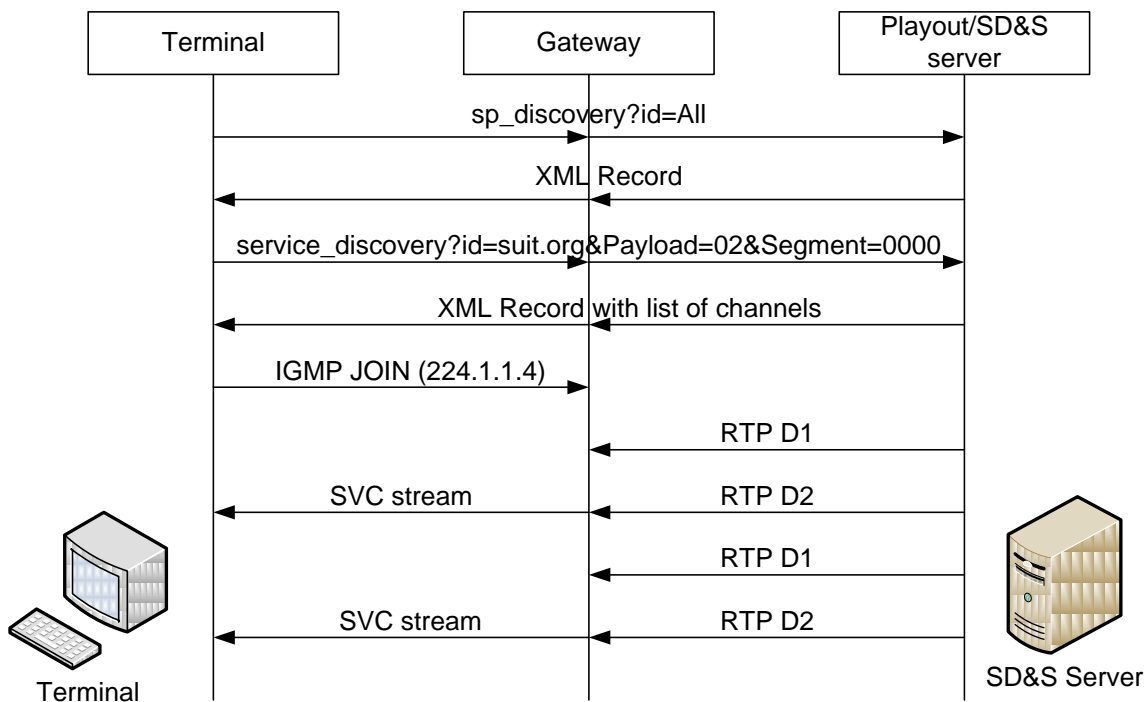 Terminal
Gateway
Playout/SD&S
server
sp_discovery?id=All
XML Record
service_discovery?id=suit.org&Payload=02&Segment=0000
XML Record with list of channels
IGMP JOIN (224.1.1.4)
RTP D1
SVC stream
RTP D2
RTP D1
SVC stream
RTP D2
Terminal
SD&S Server